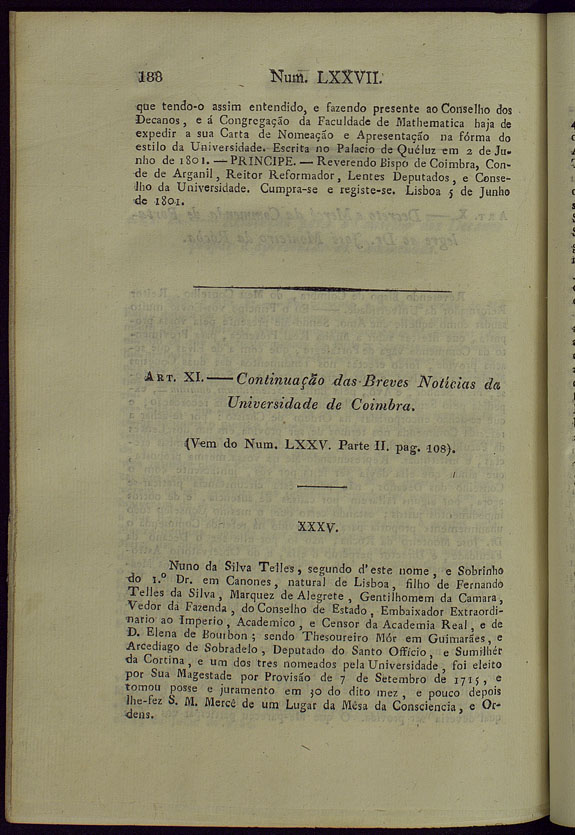 188 Num. LXXVII.
que tendo-o assim entendido, e fazendo presente ao Conselho dos
Decanos, e á Congregação da Faculdade de Mathematica haja de
expedir a sua Carta de Nomeação e Apresentação na fórma do
estilo da Universidade. Escrita no Palacio de Quéluz em 2 de Ju-
nho de 1801. — PRINCIPE. — Reverendo Bispo de Coimbra, Con-
de de Arganil, Reitor Reformador, Lentes Deputados, e Conse-
lho da Universidade. Cumpra-se e registe-se. Lisboa 5 de Junho
de 1801.
ART. XI. — Continuação das Breves Noticias da
Universidade de Coimbra.
(Vem do Num. LXXV. Parte II. pag. 108).
XXXV.
Nuno da Silva Telles, segundo d'este nome, e Sobrinho
do 1.º Dr. em Canones, natural de Lisboa, filho de Fernando
Telles da Silva, Marquez de Alegrete, Gentilhomem da Camara,
Vedor da Fazenda, do Conselho de Estado, Embaixador Extraordi-
nario ao Imperio, Academico, e Censor da Academia Real, e de
D. Elena de Bourbon; sendo Thesoureiro Mór em Guimarães, e
Arcediago de Sobradelo, Deputado do Santo Officio, e Sumilhér
da Cortina, e um dos tres nomeados pela Universidade, foi eleito
por Sua Magestade por Provisão de 7 de Setembro de 1715, e
tomou posse e juramento em 30 do dito mez, e pouco depois
lhe-fez S. M. Mercê de um Lugar da Mêsa da Consciencia, e Or-
dens.